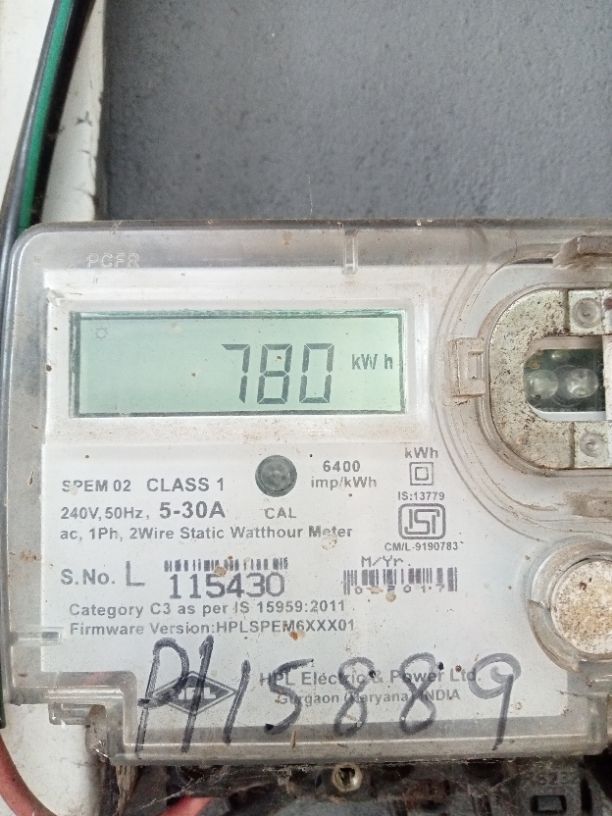 PCFR
780 kWh
SPEM 02 CLASS 1
6400
imp/kWh
kWh
240V, 50Hz, 5-30A
CAL
IS:13779
ac, 1Ph, 2Wire Static Watthour Meter
CM/L-9190783
S.No. L 115430
M/Yr.
Category C3 as per IS 15959:2011
Firmware Version:HPLSPEM6XXX01
HPL Electric & Power Ltd.
Gurgaon (Haryana) INDIA